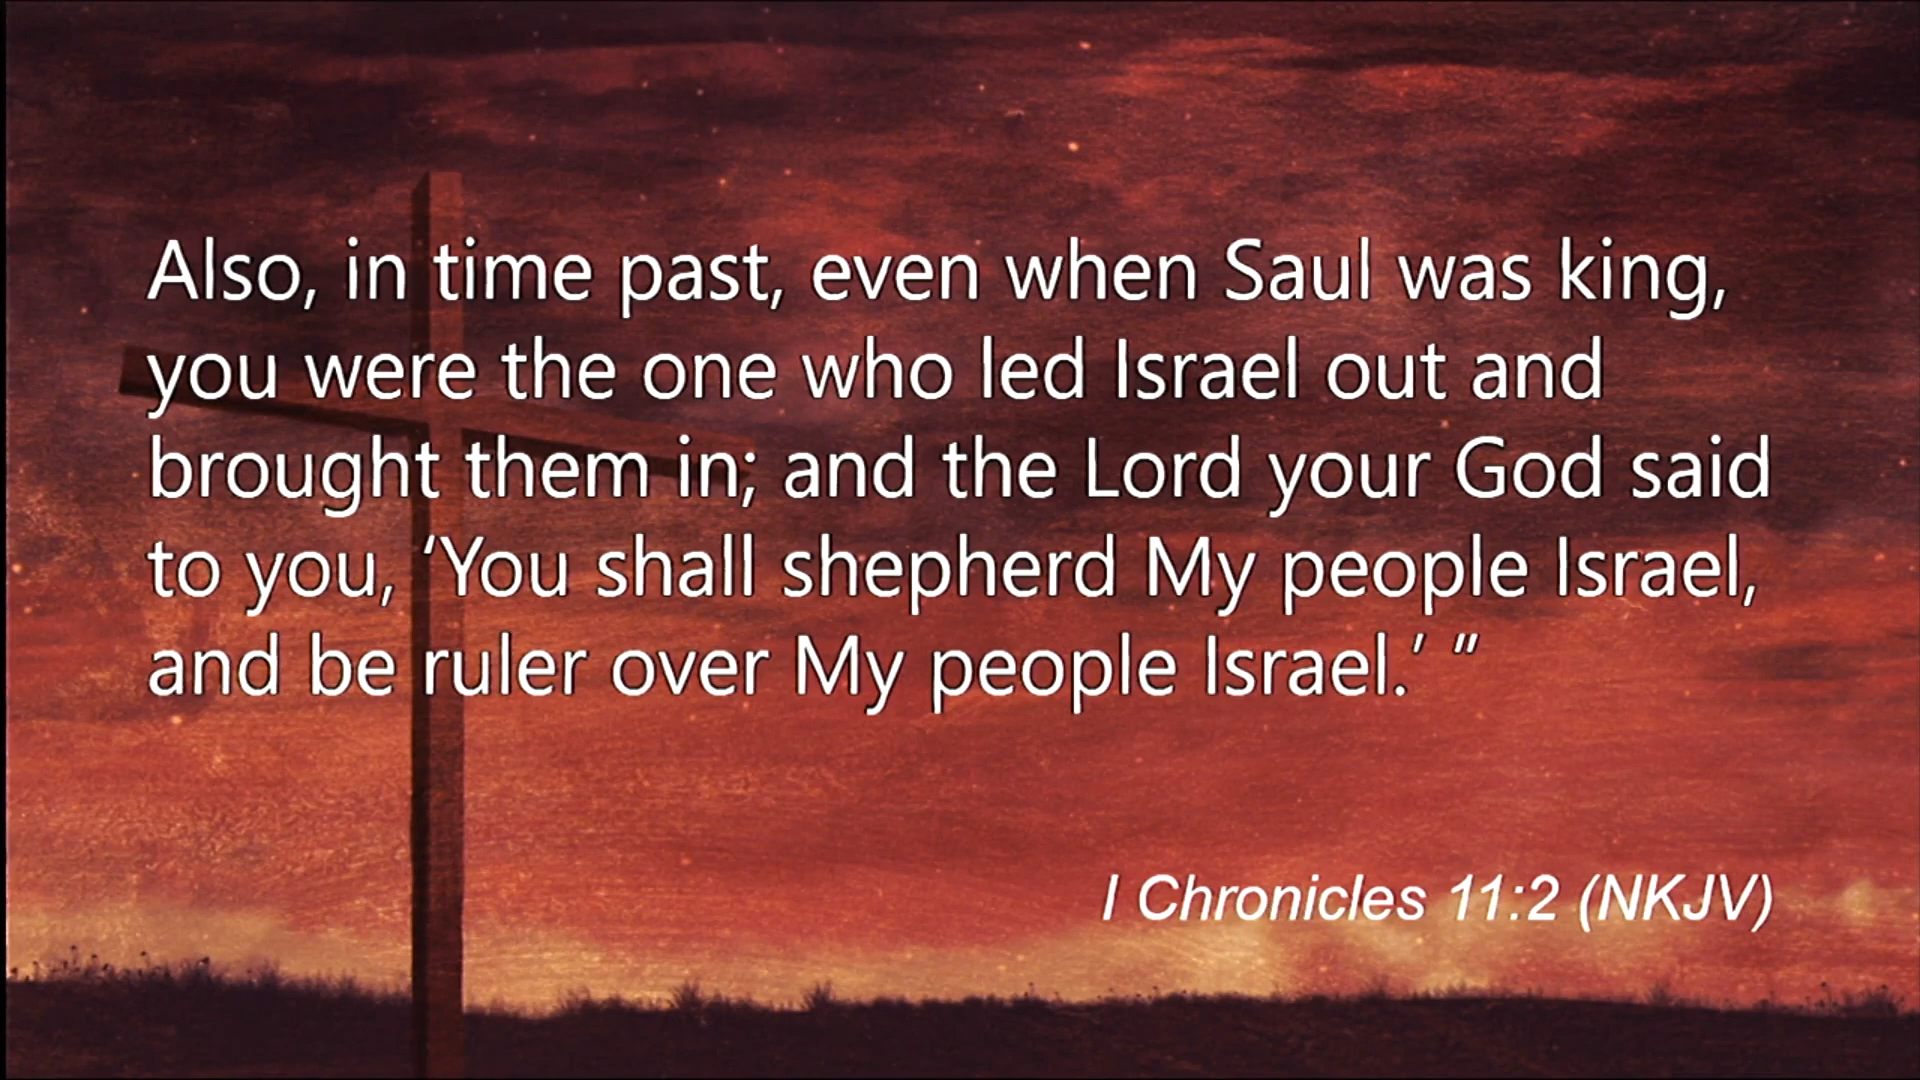 Also, in time past, even when Saul was king,
you were the one who led Israel out and
brought them in; and the Lord your God said
to you, ‘You shall shepherd My people Israel,
and be ruler over My people Israel.’ ”
I Chronicles 11:2 (NKJV)